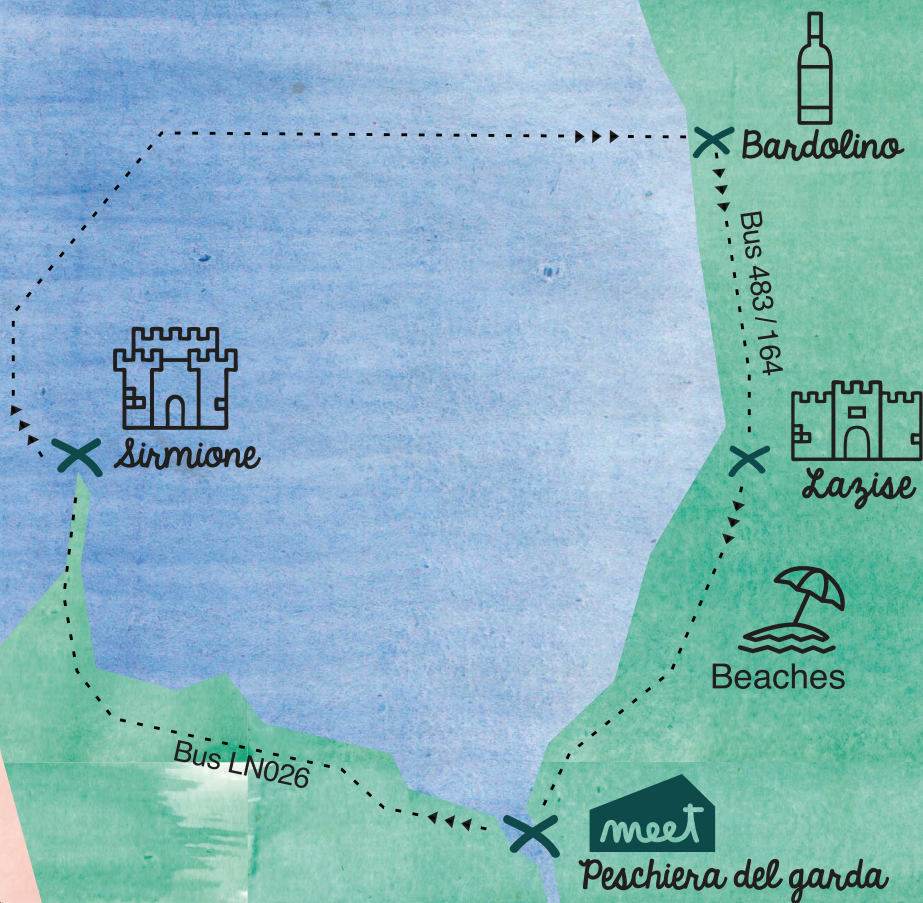 Bardolino
Bus 483 / 164
Sirmione
Lazise
Beaches
Bus LN026
meet
Peschiera del garda